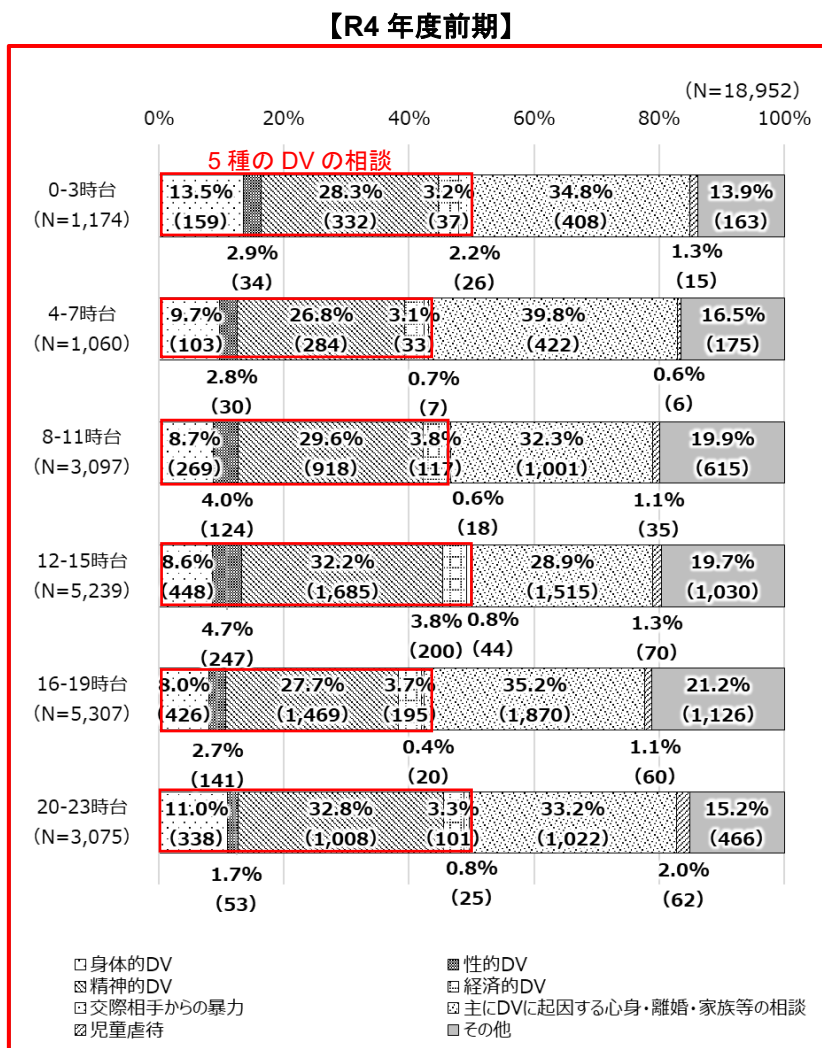 【R4 年度前期】
(N=18,952)
0% 20% 40% 60% 80% 100%
5 種の DV の相談
0-3時台
(N=1,174)
13.5% 28.3% 3.2% 34.8% 13.9%
(159) (332) (37) (408) (163)
2.9% 2.2% 1.3%
(34) (26) (15)
4-7時台
(N=1,060)
9.7% 26.8% 3.1% 39.8% 16.5%
(103) (284) (33) (422) (175)
2.8% 0.7% 0.6%
(30) (7) (6)
8-11時台
(N=3,097)
8.7% 29.6% 3.8% 32.3% 19.9%
(269) (918) (117) (1,001) (615)
4.0% 0.6% 1.1%
(124) (18) (35)
12-15時台
(N=5,239)
8.6% 32.2% 28.9% 19.7%
(448) (1,685) (1,515) (1,030)
4.7% 3.8% 0.8% 1.3%
(247) (200) (44) (70)
16-19時台
(N=5,307)
8.0% 27.7% 3.7% 35.2% 21.2%
(426) (1,469) (195) (1,870) (1,126)
2.7% 0.4% 1.1%
(141) (20) (60)
20-23時台
(N=3,075)
11.0% 32.8% 3.3% 33.2% 15.2%
(338) (1,008) (101) (1,022) (466)
1.7% 0.8% 2.0%
(53) (25) (62)
身体的DV 性的DV
精神的DV 経済的DV
交際相手からの暴力 主にDVに起因する心身・離婚・家族等の相談
児童虐待 その他